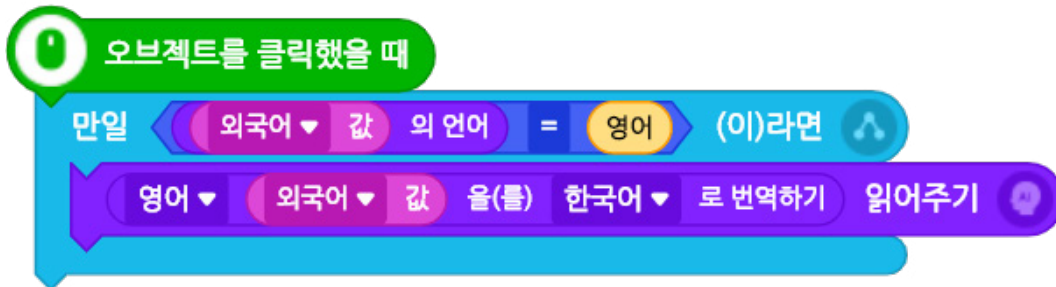 오브젝트를 클릭했을 때
만일 외국어 값 의 언어 = 영어 (이)라면
영어 외국어 값 을(를) 한국어 로 번역하기 읽어주기